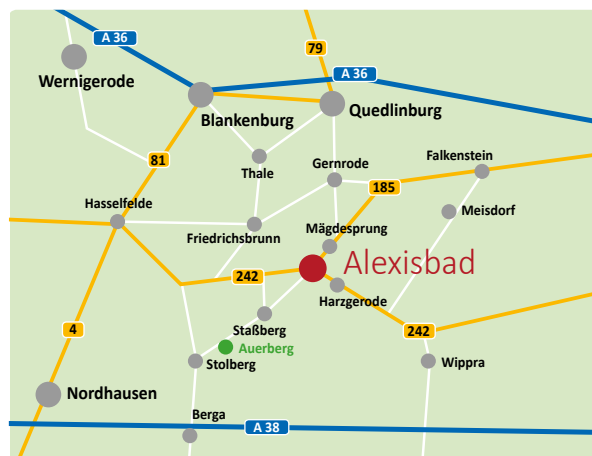 A 36
79
Wernigerode
A 36
Blankenburg
Quedlinburg
81
Thale
Gernrode
Falkenstein
185
Hasselfelde
Meisdorf
Friedrichsbrunn
Mägdesprung
Alexisbad
242
Harzgerode
4
Staßberg
242
Auerberg
Stolberg
Wippra
Nordhausen
Berga
A 38